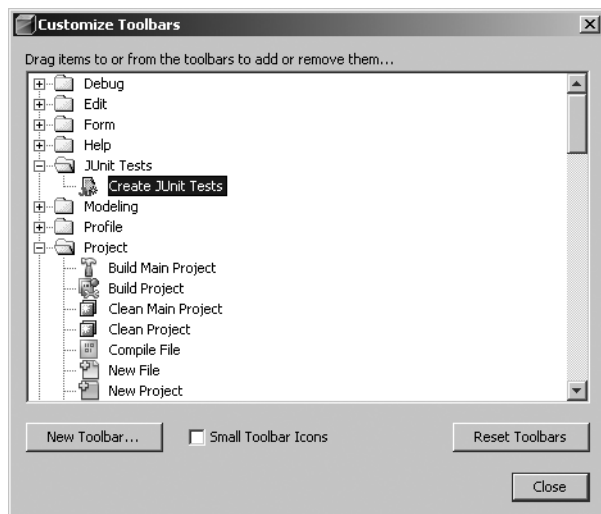 Customize Toolbars
Drag items to or from the toolbars to add or remove them...
Debug
Edit
Form
Help
JUnit Tests
Create JUnit Tests
Modeling
Profile
Project
Build Main Project
Build Project
Clean Main Project
Clean Project
Compile File
New File
New Project
New Toolbar... Small Toolbar Icons Reset Toolbars
Close